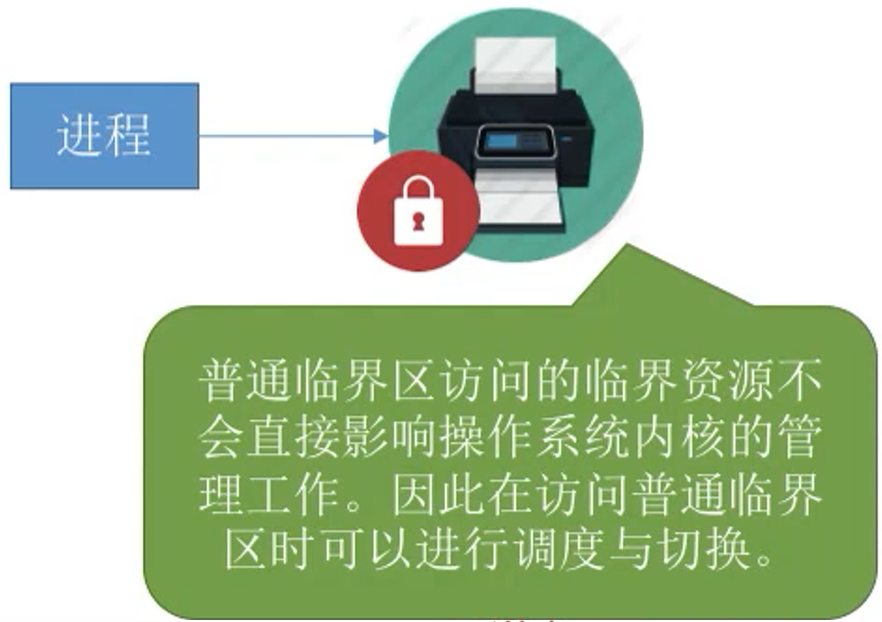 进程
普通临界区访问的临界资源不
会直接影响操作系统内核的管
理工作。因此在访问普通临界
区时可以进行调度与切换。